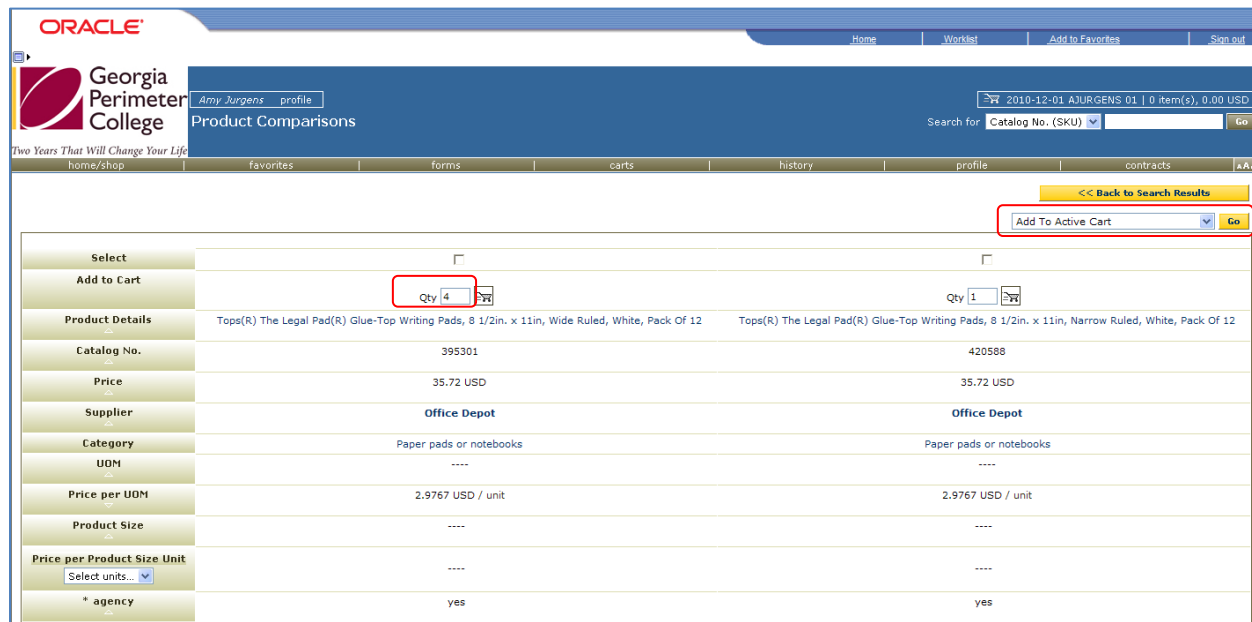 ORACLE
Home Worklist Add to Favorites Sign out
Georgia
Perimeter
College
Two Years That Will Change Your Life
Amy Jurgens profile
2010-12-01 AJURGENS 01 | 0 item(s), 0.00 USD
Product Comparisons
Search for Catalog No. (SKU) Go
home/shop favorites forms carts history profile contracts
<< Back to Search Results
Add To Active Cart Go
Select
Add to Cart Qty 4 Qty 1
Product Details Tops(R) The Legal Pad(R) Glue-Top Writing Pads, 8 1/2in. x 11in, Wide Ruled, White, Pack Of 12 Tops(R) The Legal Pad(R) Glue-Top Writing Pads, 8 1/2in. x 11in, Narrow Ruled, White, Pack Of 12
Catalog No. 395301 420588
Price 35.72 USD 35.72 USD
Supplier Office Depot Office Depot
Category Paper pads or notebooks Paper pads or notebooks
UOM ---- ----
Price per UOM 2.9767 USD / unit 2.9767 USD / unit
Product Size ---- ----
Price per Product Size Unit
Select units... ---- ----
* agency yes yes